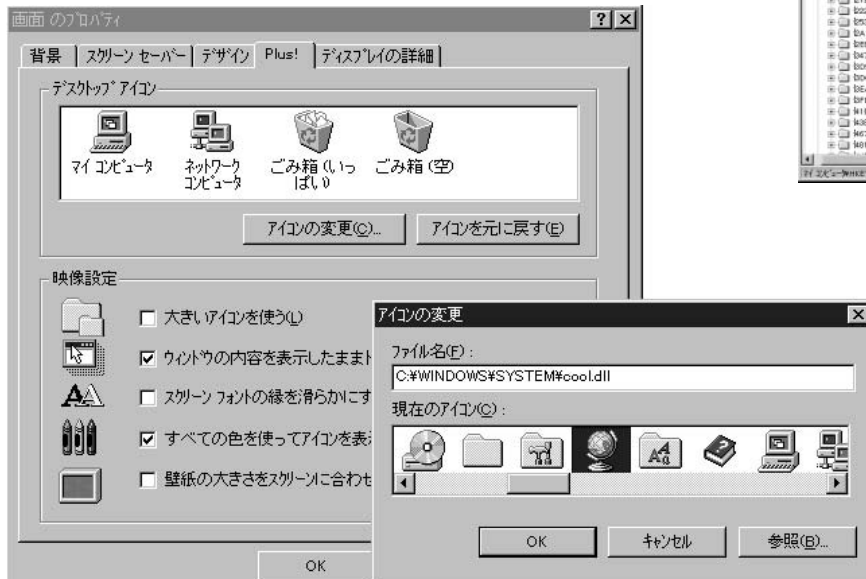 画面 のプロパティ
背景
スクリーン セーバー
デザイン
Plus!
ディスプレイの詳細
デスクトップ アイコン
マイ コンピュータ
ネットワーク
コンピュータ
ごみ箱 (いっ
ぱい)
ごみ箱 (空)
アイコンの変更(C)...
アイコンを元に戻す(E)
映像設定
大きいアイコンを使う(L)
ウィンドウの内容を表示したまま
スクリーン フォントの縁を滑らかにす
すべての色を使ってアイコンを表
壁紙の大きさをスクリーンに合わせ
OK
アイコンの変更
ファイル名(F) :
C:¥WINDOWS¥SYSTEM¥cool.dll
現在のアイコン(C) :
OK
キャンセル
参照(B)...